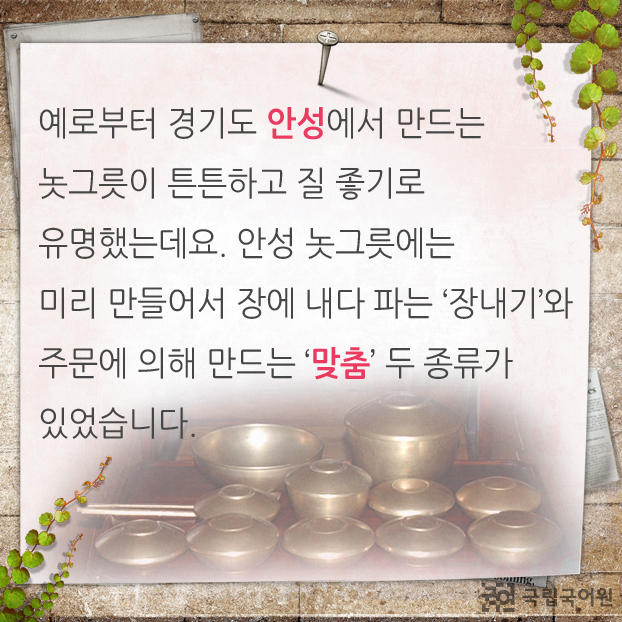 예로부터 경기도 안성에서 만드는
놋그릇이 튼튼하고 질 좋기로
유명했는데요. 안성 놋그릇에는
미리 만들어서 장에 내다 파는 ‘장내기’와
주문에 의해 만드는 ‘맞춤’ 두 종류가
있었습니다.
국립국어원